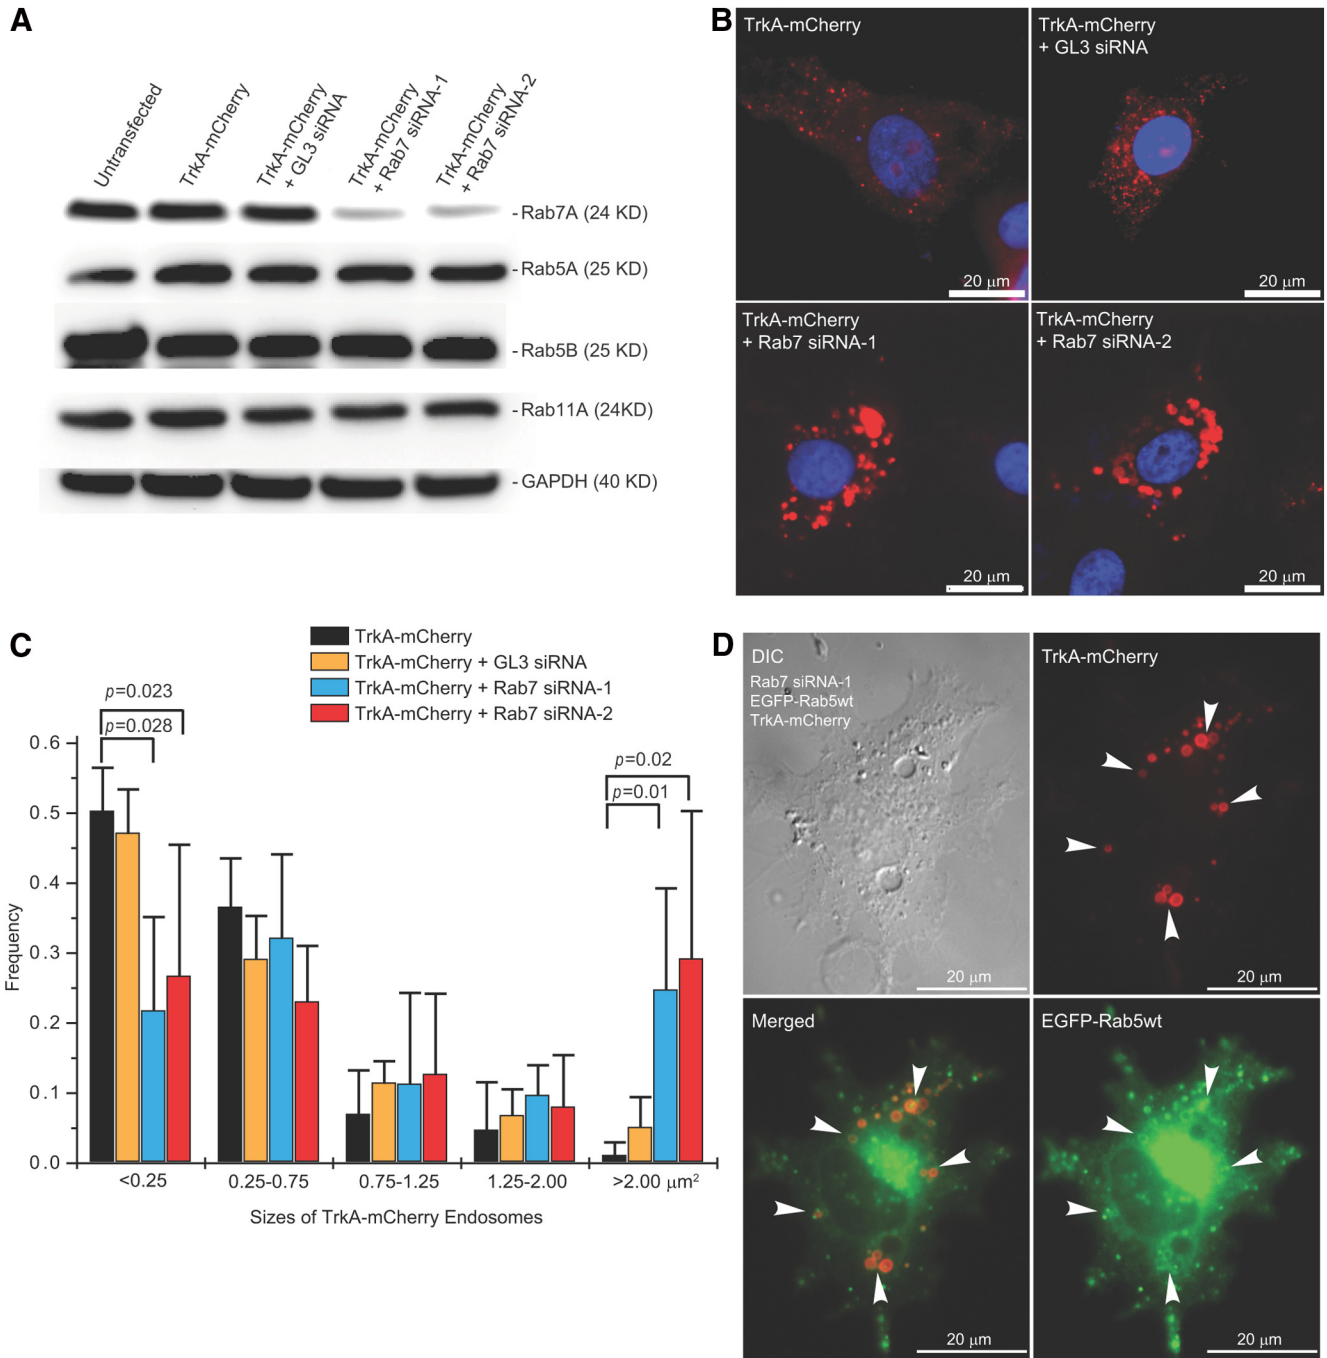 A
Untransfected
TrkA-mCherry
TrkA-mCherry
+ GL3 siRNA
TrkA-mCherry
+ Rab7 siRNA-1
TrkA-mCherry
+ Rab7 siRNA-2
-Rab7A (24 KD)
-Rab5A (25 KD)
-Rab5B (25 KD)
-Rab11A (24KD)
-GAPDH (40 KD)
B
TrkA-mCherry
20 μm
TrkA-mCherry
+ GL3 siRNA
20 μm
TrkA-mCherry
+ Rab7 siRNA-1
20 μm
TrkA-mCherry
+ Rab7 siRNA-2
20 μm
C
TrkA-mCherry
TrkA-mCherry + GL3 siRNA
TrkA-mCherry + Rab7 siRNA-1
TrkA-mCherry + Rab7 siRNA-2
p=0.023
p=0.028
p=0.02
p=0.01
0.6
0.5
0.4
0.3
0.2
0.1
0.0
Frequency
<0.25
0.25-0.75
0.75-1.25
1.25-2.00
>2.00 μm²
Sizes of TrkA-mCherry Endosomes
D
DIC
Rab7 siRNA-1
EGFP-Rab5wt
TrkA-mCherry
20 μm
TrkA-mCherry
20 μm
Merged
20 μm
EGFP-Rab5wt
20 μm